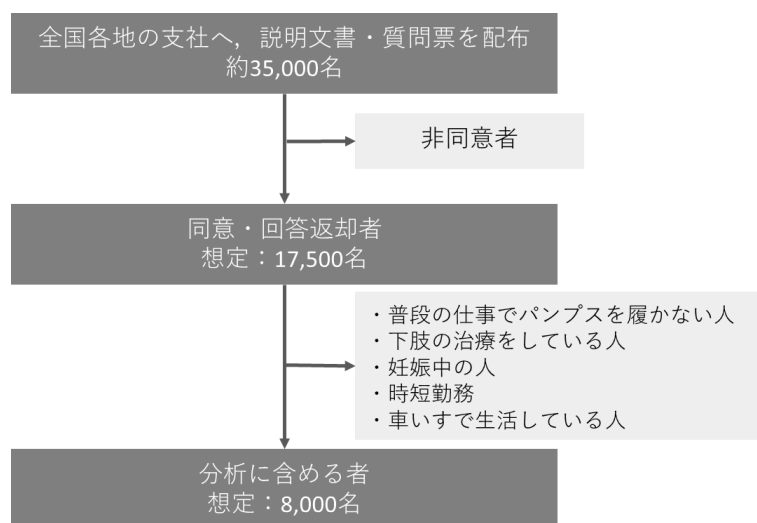 全国各地の支社へ，説明文書・質問票を配布
約35,000名
非同意者
同意・回答返却者
想定：17,500名
・普段の仕事でパンプスを履かない人
・下肢の治療をしている人
・妊娠中の人
・時短勤務
・車いすで生活している人
分析に含める者
想定：8,000名